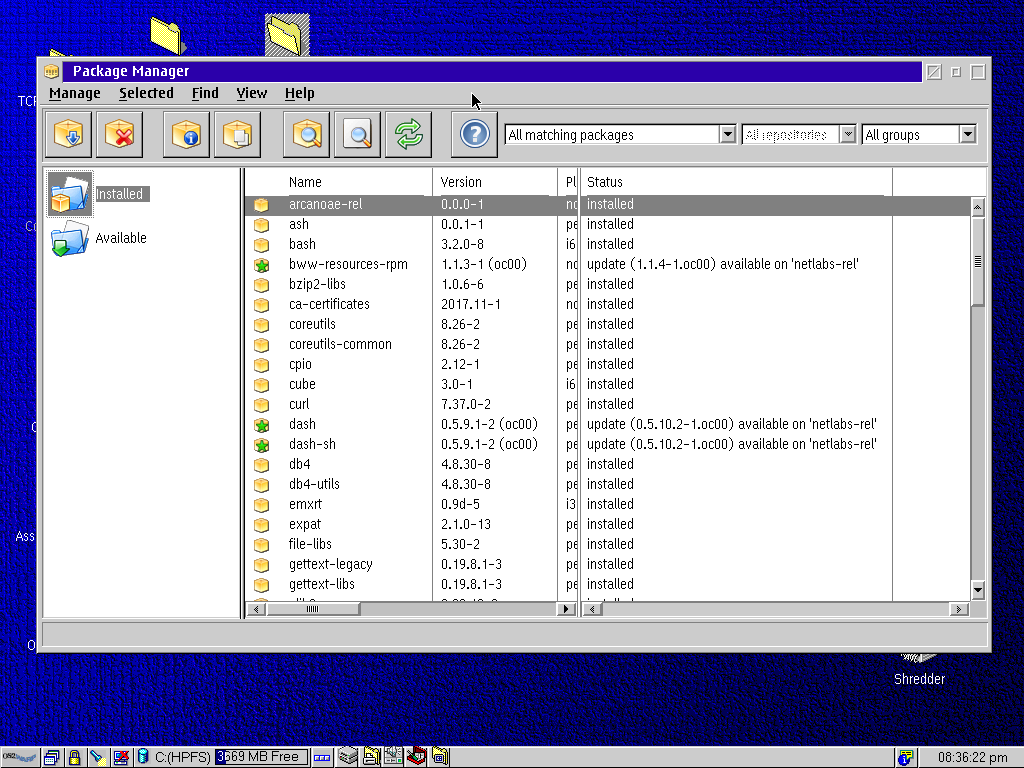 Package Manager
Manage Selected Find View Help
All matching packages All repositories All groups
Installed
Available
Name Version Pl Status
arcanoae-rel 0.0.0-1 no installed
ash 0.0.1-1 pe installed
bash 3.2.0-8 i6 installed
bww-resources-rpm 1.1.3-1 (oc00) no update (1.1.4-1.oc00) available on 'netlabs-rel'
bzip2-libs 1.0.6-6 pe installed
ca-certificates 2017.11-1 no installed
coreutils 8.26-2 pe installed
coreutils-common 8.26-2 pe installed
cpio 2.12-1 pe installed
cube 3.0-1 i6 installed
curl 7.37.0-2 pe installed
dash 0.5.9.1-2 (oc00) pe update (0.5.10.2-1.oc00) available on 'netlabs-rel'
dash-sh 0.5.9.1-2 (oc00) pe update (0.5.10.2-1.oc00) available on 'netlabs-rel'
db4 4.8.30-8 pe installed
db4-utils 4.8.30-8 pe installed
emxrt 0.9d-5 i3 installed
expat 2.1.0-13 pe installed
file-libs 5.30-2 pe installed
gettext-legacy 0.19.8.1-3 pe installed
gettext-libs 0.19.8.1-3 pe installed
TCP
Co
Ass
O
Shredder
C:(HPFS) 3669 MB Free 08:36:22 pm